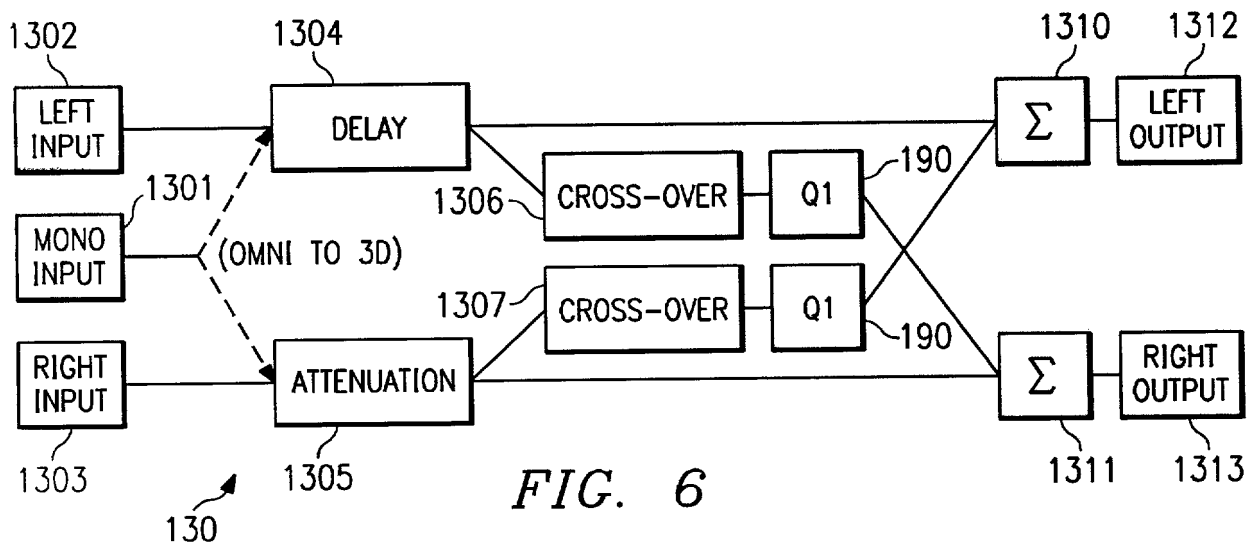 1302
1304
1310
1312
LEFT
INPUT
DELAY
Σ
LEFT
OUTPUT
1301
1306
CROSS-OVER
Q1
190
MONO
INPUT
(OMNI TO 3D)
1307
CROSS-OVER
Q1
190
RIGHT
INPUT
ATTENUATION
Σ
RIGHT
OUTPUT
1303
1305
1311
1313
130
FIG. 6